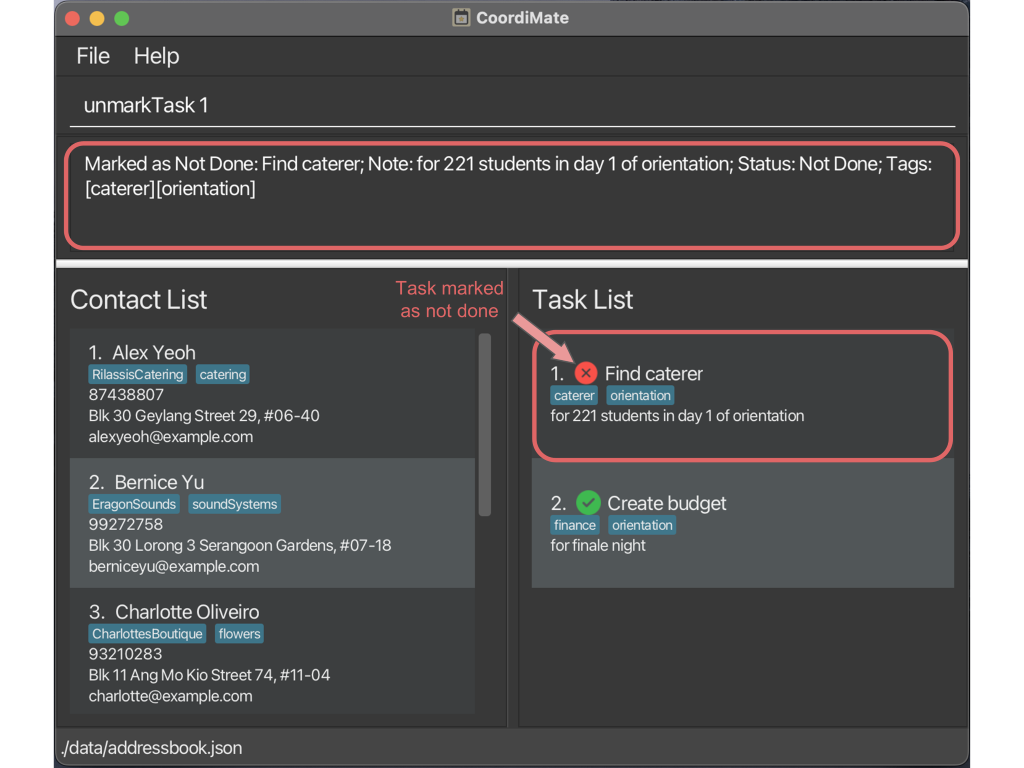 CoordiMate
File Help
unmarkTask 1
Marked as Not Done: Find caterer; Note: for 221 students in day 1 of orientation; Status: Not Done; Tags:
[caterer][orientation]
Contact List
Task marked
as not done
1. Alex Yeoh
RilassisCatering catering
87438807
Blk 30 Geylang Street 29, #06-40
alexyeoh@example.com
2. Bernice Yu
EragonSounds soundSystems
99272758
Blk 30 Lorong 3 Serangoon Gardens, #07-18
berniceyu@example.com
3. Charlotte Oliveiro
CharlottesBoutique flowers
93210283
Blk 11 Ang Mo Kio Street 74, #11-04
charlotte@example.com
Task List
1. Find caterer
caterer orientation
for 221 students in day 1 of orientation
2. Create budget
finance orientation
for finale night
./data/addressbook.json